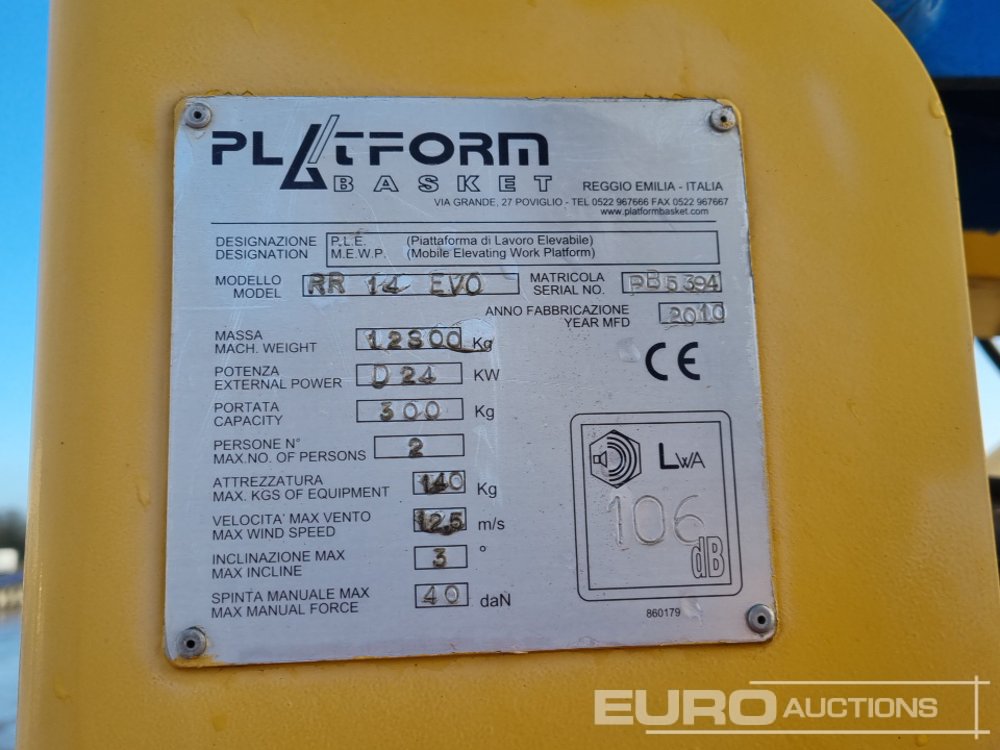 PLATFORM
BASKET
REGGIO EMILIA - ITALIA
VIA GRANDE, 27 POVIGLIO - TEL 0522 967666 FAX 0522 967667
www.platformbasket.com
DESIGNAZIONE P.L.E. (Piattaforma di Lavoro Elevabile)
DESIGNATION M.E.W.P. (Mobile Elevating Work Platform)
MODELLO
MODEL RR 14 EVO
MATRICOLA
SERIAL NO. PB5394
ANNO FABBRICAZIONE
YEAR MFD 2010
MASSA
MACH. WEIGHT 12800 Kg
POTENZA
EXTERNAL POWER D 24 KW
PORTATA
CAPACITY 300 Kg
PERSONE N°
MAX.NO. OF PERSONS 2
ATTREZZATURA
MAX. KGS OF EQUIPMENT 140 Kg
VELOCITA' MAX VENTO
MAX WIND SPEED 12,5 m/s
INCLINAZIONE MAX
MAX INCLINE 3 °
SPINTA MANUALE MAX
MAX MANUAL FORCE 40 daN
CE
LWA
106
dB
860179
EURO AUCTIONS
www.euroauctions.com